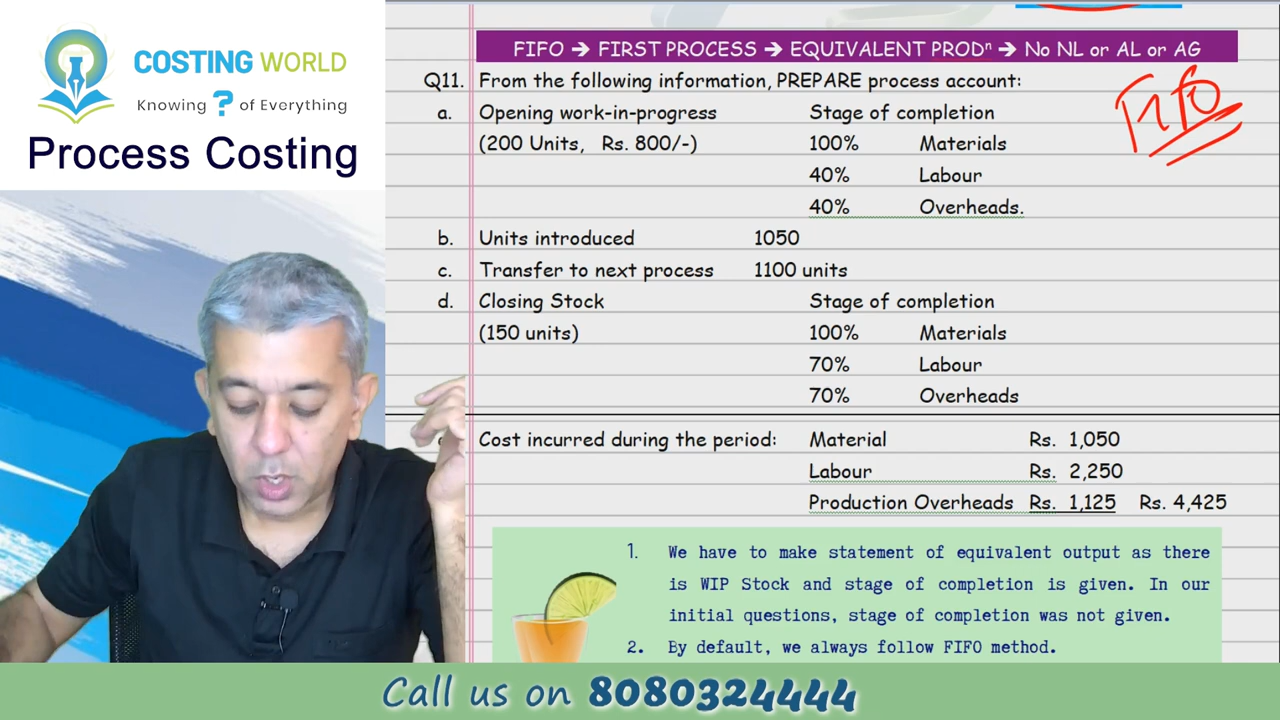 COSTING WORLD
Knowing ? of Everything
Process Costing
FIFO → FIRST PROCESS → EQUIVALENT PRODⁿ → No NL or AL or AG
Q11. From the following information, PREPARE process account:
FIFO
a. Opening work-in-progress Stage of completion
(200 Units, Rs. 800/-) 100% Materials
40% Labour
40% Overheads.
b. Units introduced 1050
c. Transfer to next process 1100 units
d. Closing Stock Stage of completion
(150 units) 100% Materials
70% Labour
70% Overheads
Cost incurred during the period: Material Rs. 1,050
Labour Rs. 2,250
Production Overheads Rs. 1,125 Rs. 4,425
1. We have to make statement of equivalent output as there
is WIP Stock and stage of completion is given. In our
initial questions, stage of completion was not given.
2. By default, we always follow FIFO method.
Call us on 8080324444